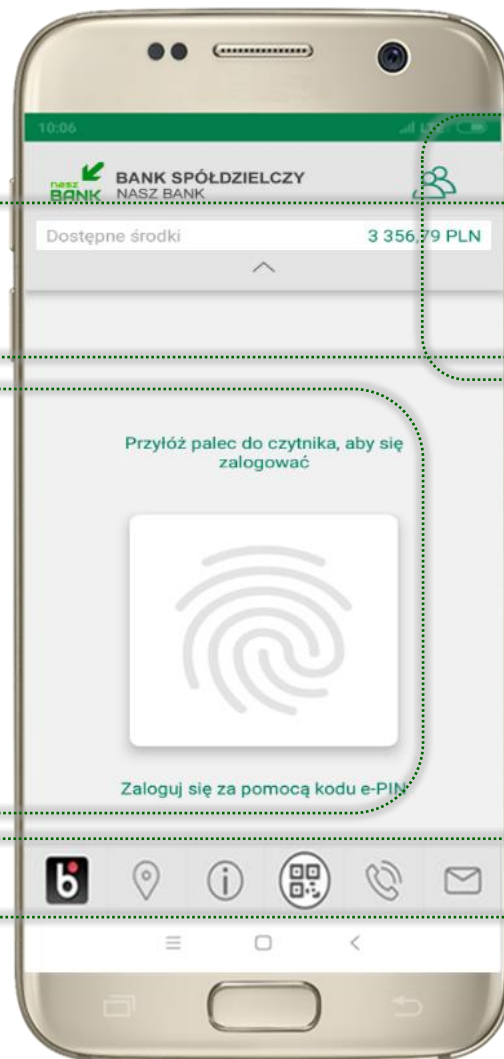 10:06
nasz
BANK
BANK SPÓŁDZIELCZY
NASZ BANK
Dostępne środki
3 356,79 PLN
Przyłóż palec do czytnika, aby się
zalogować
Zaloguj się za pomocą kodu e-PIN
b